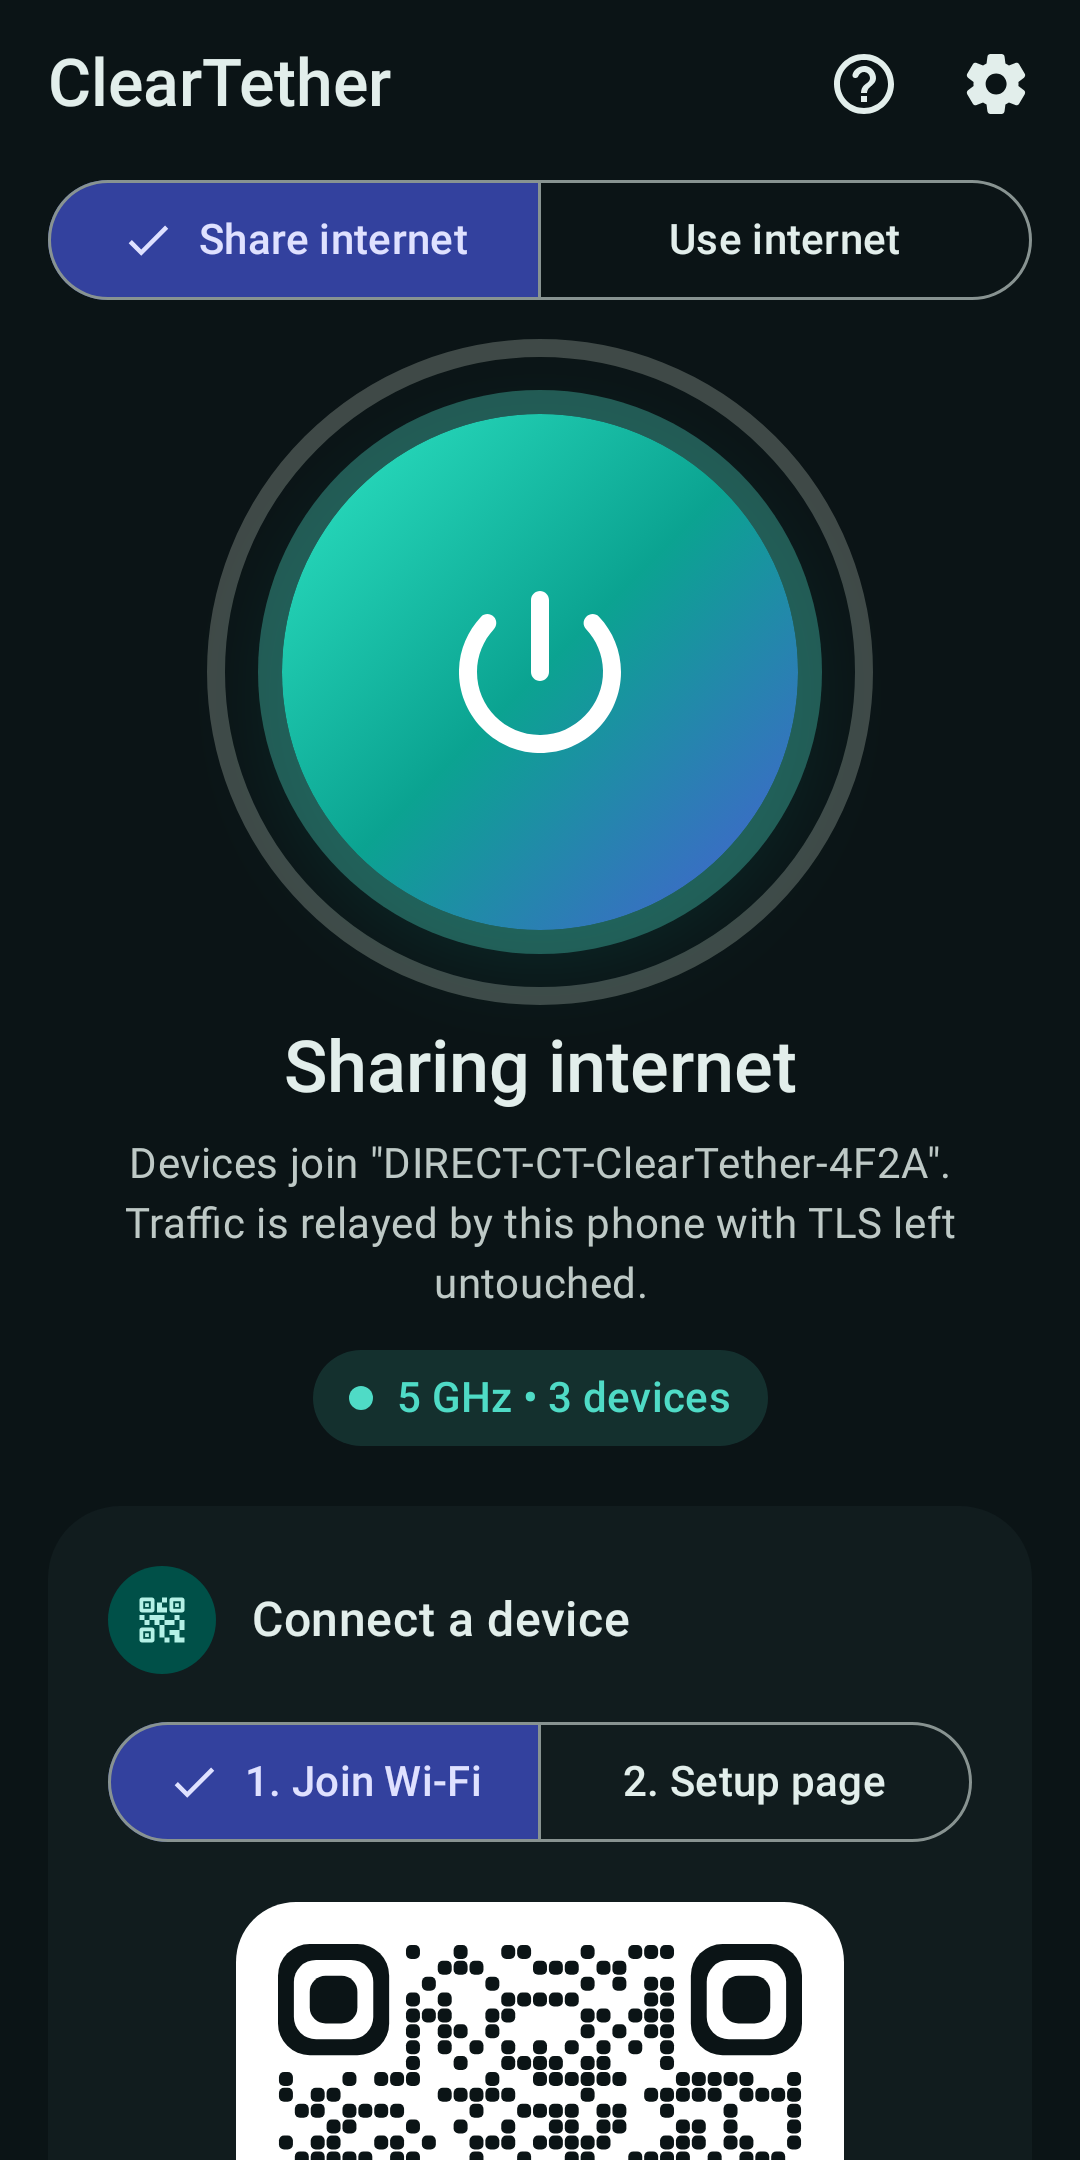 ClearTether
Share internet
Use internet
Sharing internet
Devices join "DIRECT-CT-ClearTether-4F2A".
Traffic is relayed by this phone with TLS left
untouched.
5 GHz • 3 devices
Connect a device
1. Join Wi-Fi
2. Setup page